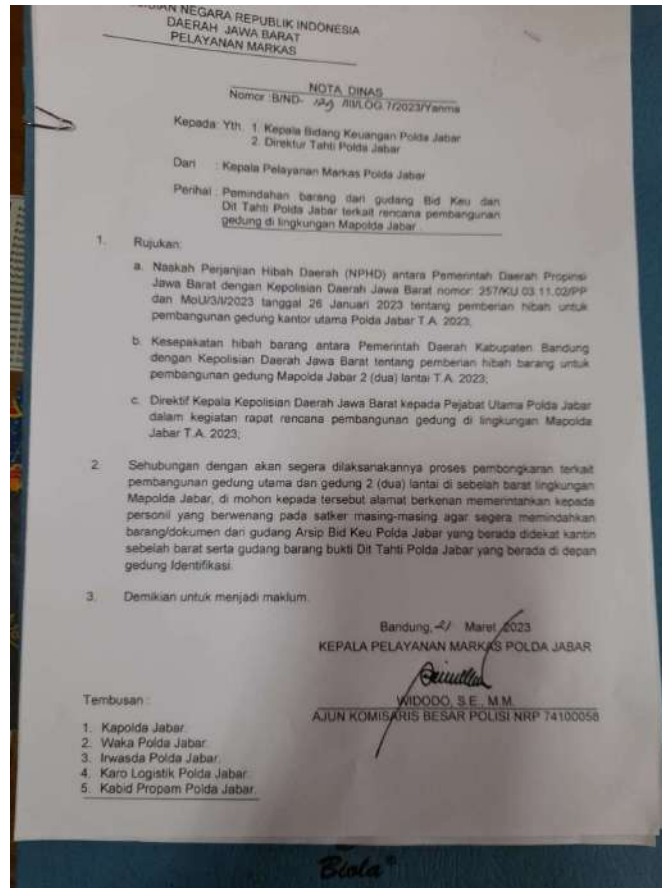 NEGARA REPUBLIK INDONESIA
DAERAH JAWA BARAT
PELAYANAN MARKAS
NOTA DINAS
Nomor :B/ND- 129 /III/LOG.7/2023/Yanma
Kepada: Yth. 1. Kepala Bidang Keuangan Polda Jabar
2. Direktur Tahti Polda Jabar
Dari : Kepala Pelayanan Markas Polda Jabar
Perihal : Pemindahan barang dari gudang Bid Keu dan
Dit Tahti Polda Jabar terkait rencana pembangunan
gedung di lingkungan Mapolda Jabar
1. Rujukan:
a. Naskah Perjanjian Hibah Daerah (NPHD) antara Pemerintah Daerah Propinsi
Jawa Barat dengan Kepolisian Daerah Jawa Barat nomor: 257/KU.03.11.02/PP
dan MoU/3/I/2023 tanggal 26 Januari 2023 tentang pemberian hibah untuk
pembangunan gedung kantor utama Polda Jabar T.A. 2023;
b. Kesepakatan hibah barang antara Pemerintah Daerah Kabupaten Bandung
dengan Kepolisian Daerah Jawa Barat tentang pemberian hibah barang untuk
pembangunan gedung Mapolda Jabar 2 (dua) lantai T.A. 2023;
c. Direktif Kepala Kepolisian Daerah Jawa Barat kepada Pejabat Utama Polda Jabar
dalam kegiatan rapat rencana pembangunan gedung di lingkungan Mapolda
Jabar T.A. 2023;
2. Sehubungan dengan akan segera dilaksanakannya proses pembongkaran terkait
pembangunan gedung utama dan gedung 2 (dua) lantai di sebelah barat lingkungan
Mapolda Jabar, di mohon kepada tersebut alamat berkenan memerintahkan kepada
personil yang berwenang pada satker masing-masing agar segera memindahkan
barang/dokumen dari gudang Arsip Bid Keu Polda Jabar yang berada didekat kantin
sebelah barat serta gudang barang bukti Dit Tahti Polda Jabar yang berada di depan
gedung Identifikasi.
3. Demikian untuk menjadi maklum.
Bandung, 21 Maret 2023
KEPALA PELAYANAN MARKAS POLDA JABAR
WIDODO, S.E., M.M.
AJUN KOMISARIS BESAR POLISI NRP 74100058
Tembusan :
1. Kapolda Jabar.
2. Waka Polda Jabar.
3. Irwasda Polda Jabar.
4. Karo Logistik Polda Jabar.
5. Kabid Propam Polda Jabar.
Biola